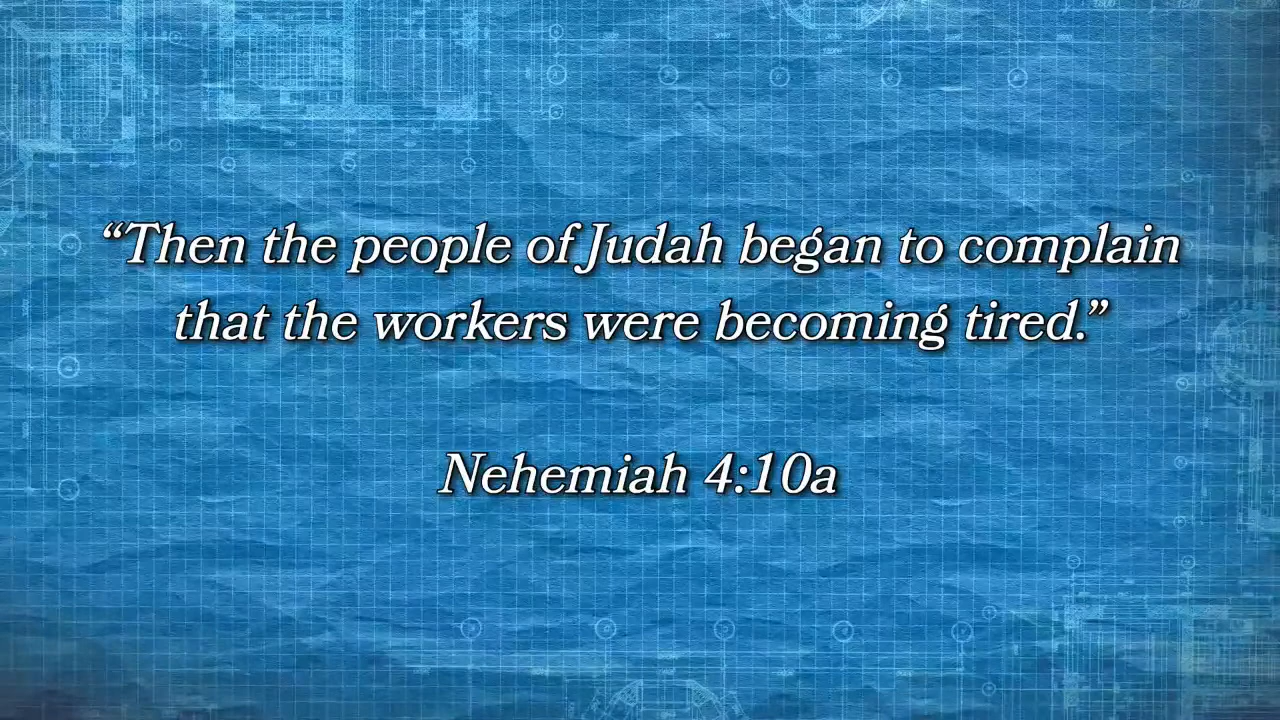 “Then the people of Judah began to complain
that the workers were becoming tired.”
Nehemiah 4:10a